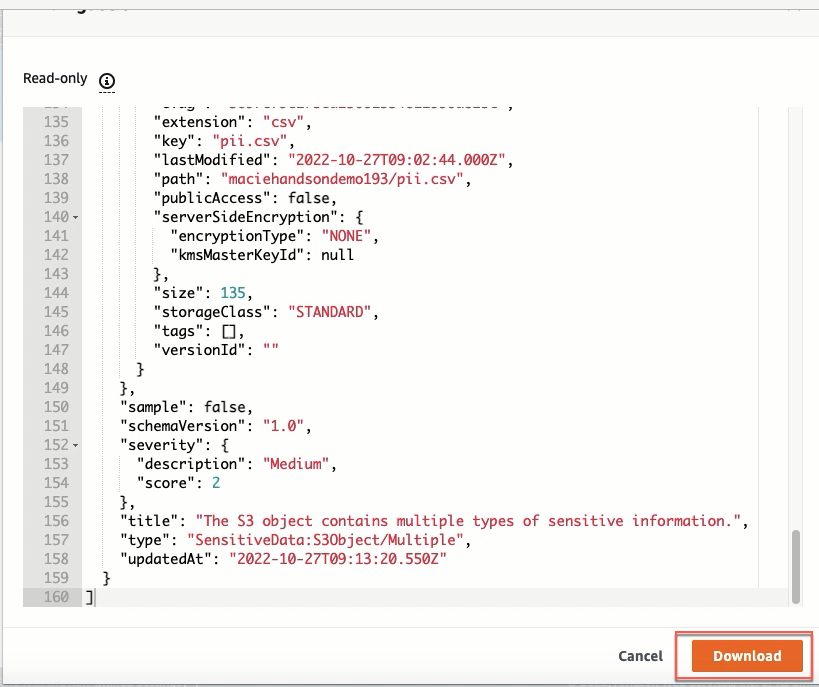 Read-only
135 "extension": "csv",
136 "key": "pii.csv",
137 "lastModified": "2022-10-27T09:02:44.000Z",
138 "path": "maciehandsondemo193/pii.csv",
139 "publicAccess": false,
140 "serverSideEncryption": {
141 "encryptionType": "NONE",
142 "kmsMasterKeyId": null
143 },
144 "size": 135,
145 "storageClass": "STANDARD",
146 "tags": [],
147 "versionId": ""
148 }
149 },
150 "sample": false,
151 "schemaVersion": "1.0",
152 "severity": {
153 "description": "Medium",
154 "score": 2
155 },
156 "title": "The S3 object contains multiple types of sensitive information.",
157 "type": "SensitiveData:S3Object/Multiple",
158 "updatedAt": "2022-10-27T09:13:20.550Z"
159 }
160 ]
Cancel Download